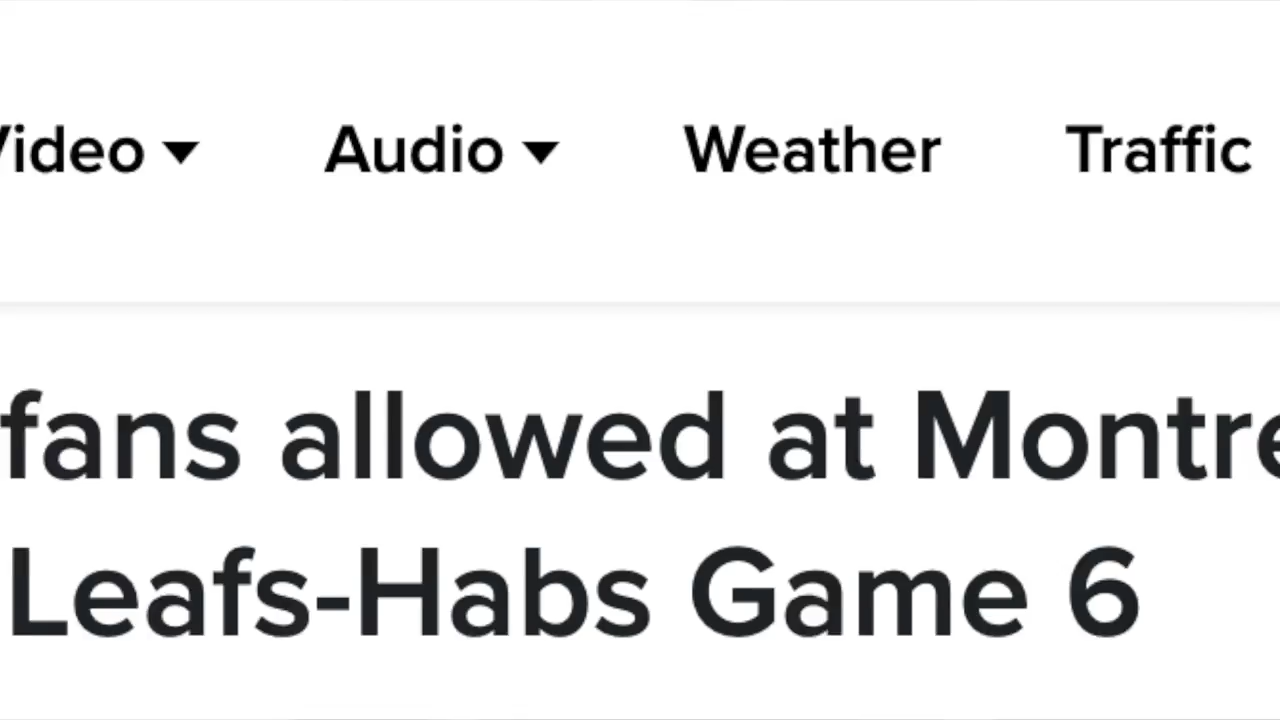 Video Audio Weather Traffic
fans allowed at Montre
Leafs-Habs Game 6